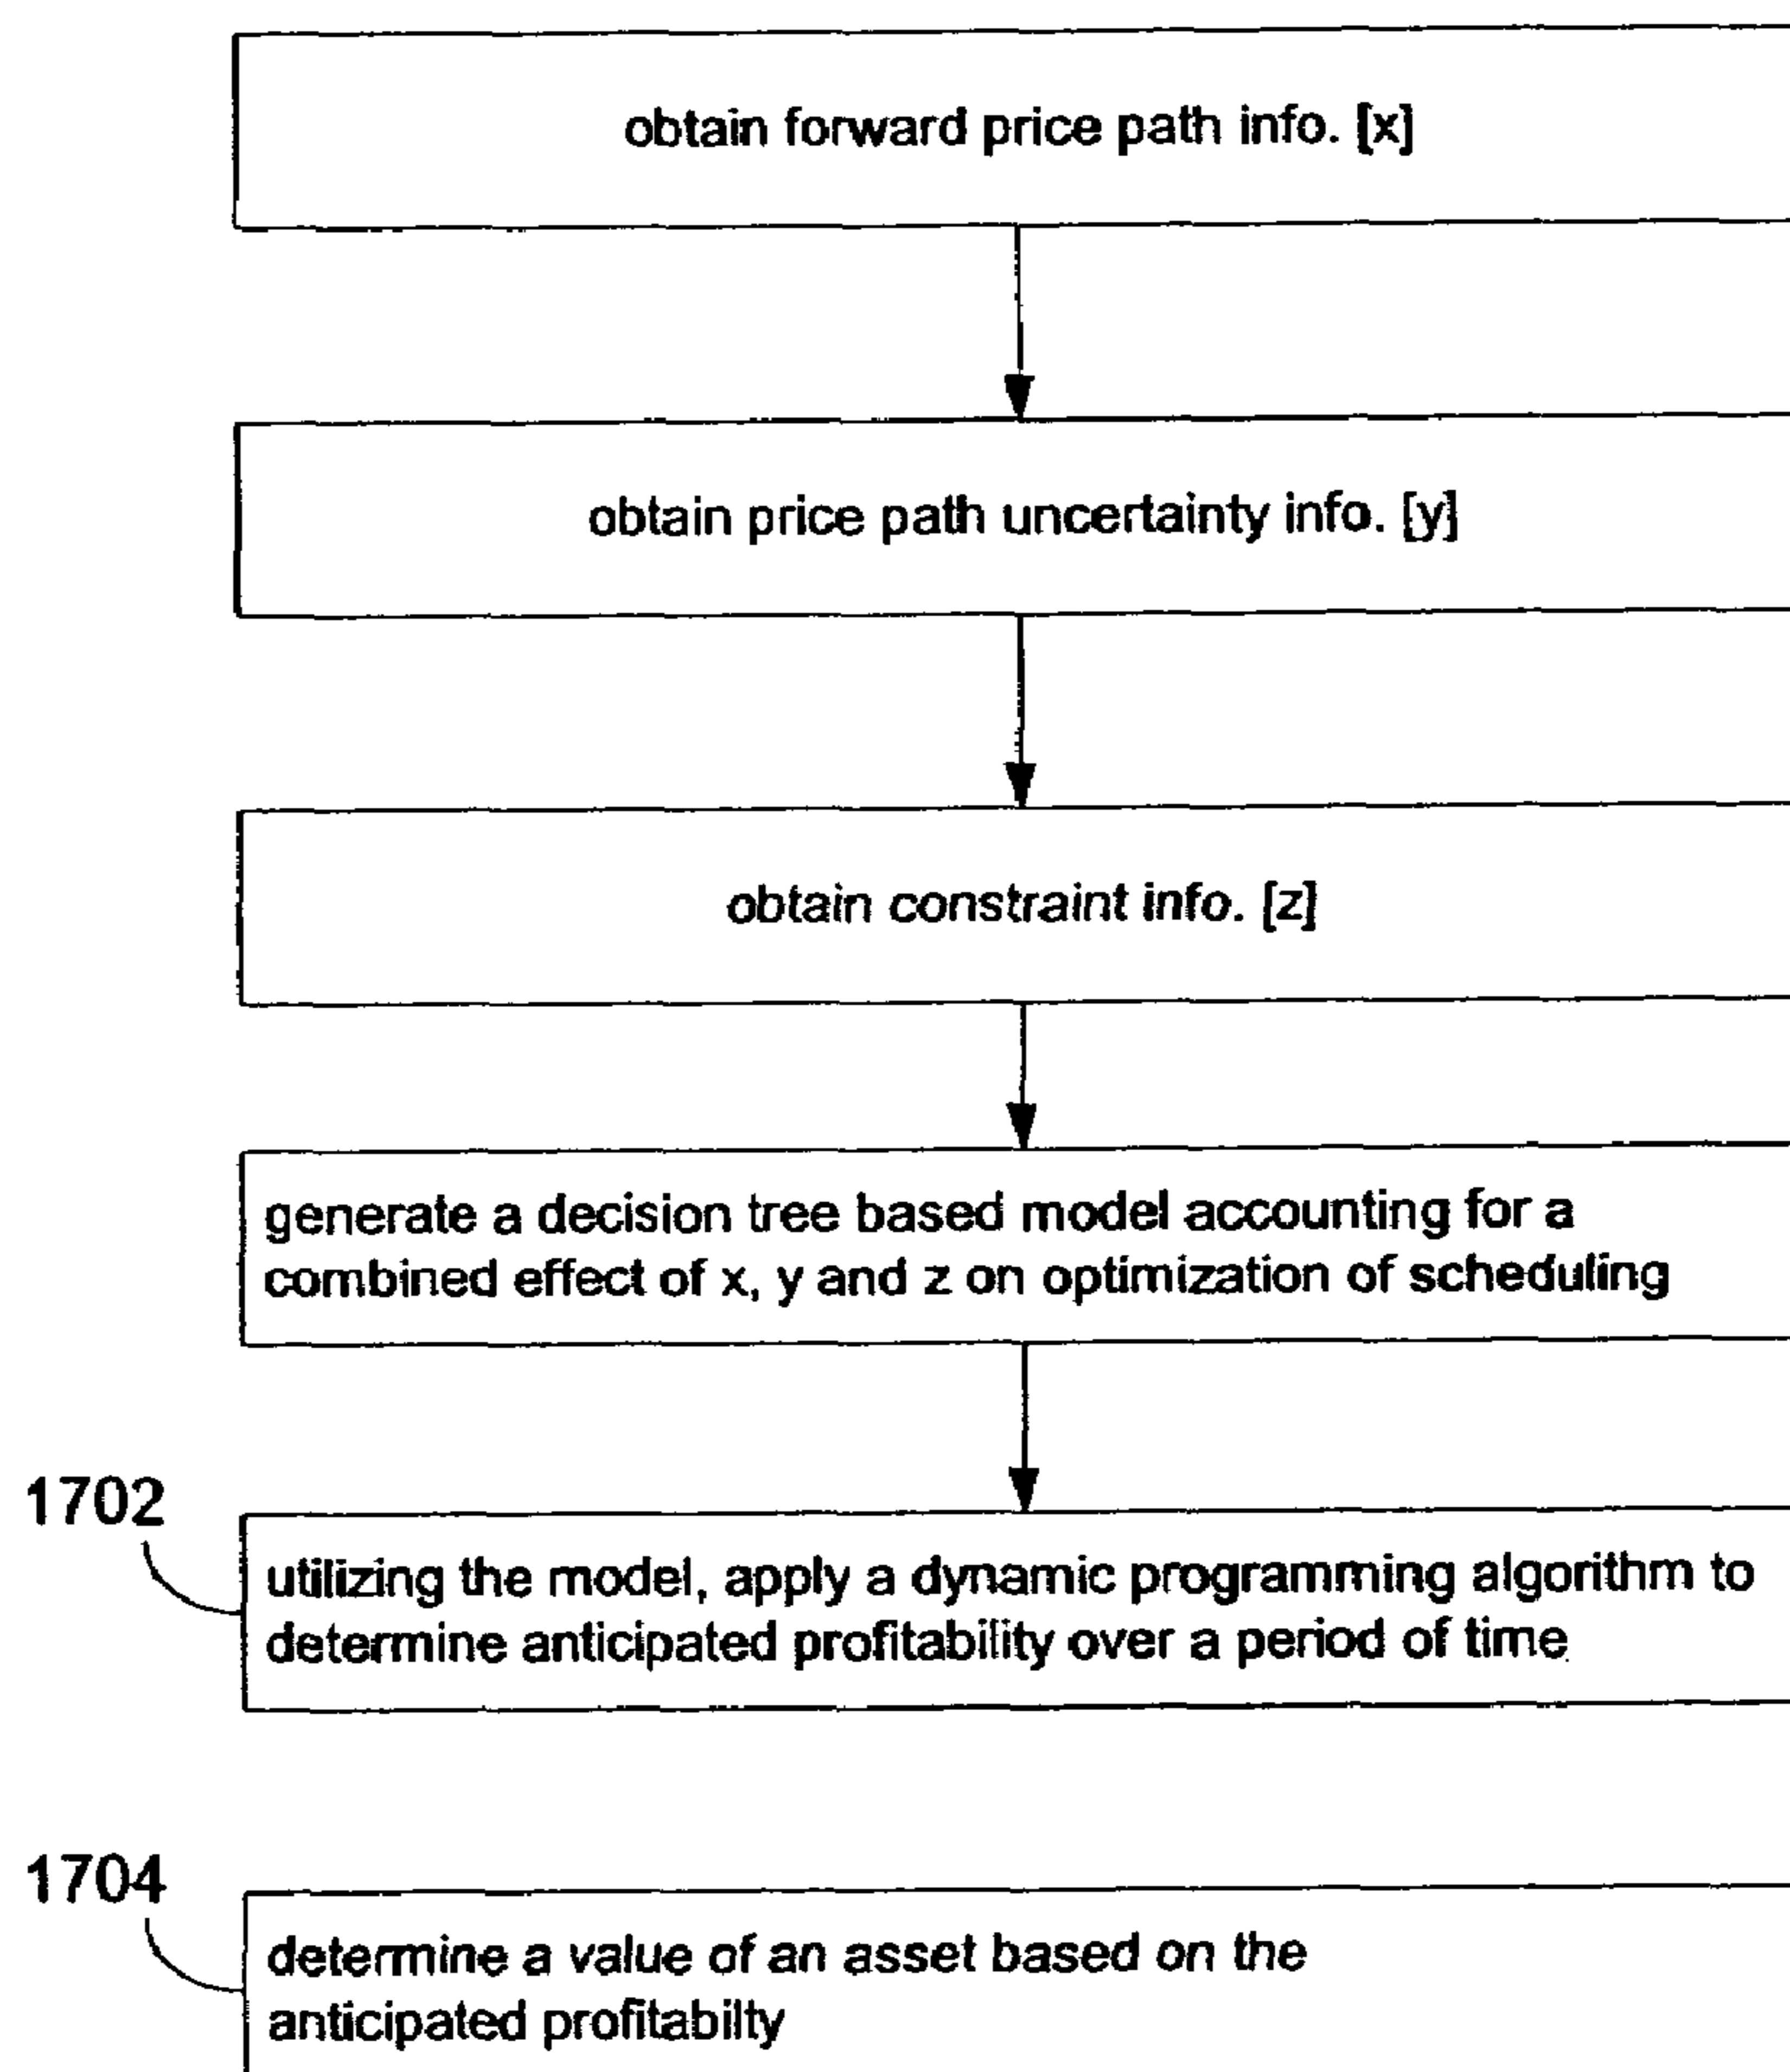 obtain forward price path info. [x]
obtain price path uncertainty info. [y]
obtain constraint info. [z]
generate a decision tree based model accounting for a
combined effect of x, y and z on optimization of scheduling
1702
utilizing the model, apply a dynamic programming algorithm to
determine anticipated profitability over a period of time
1704
determine a value of an asset based on the
anticipated profitabilty